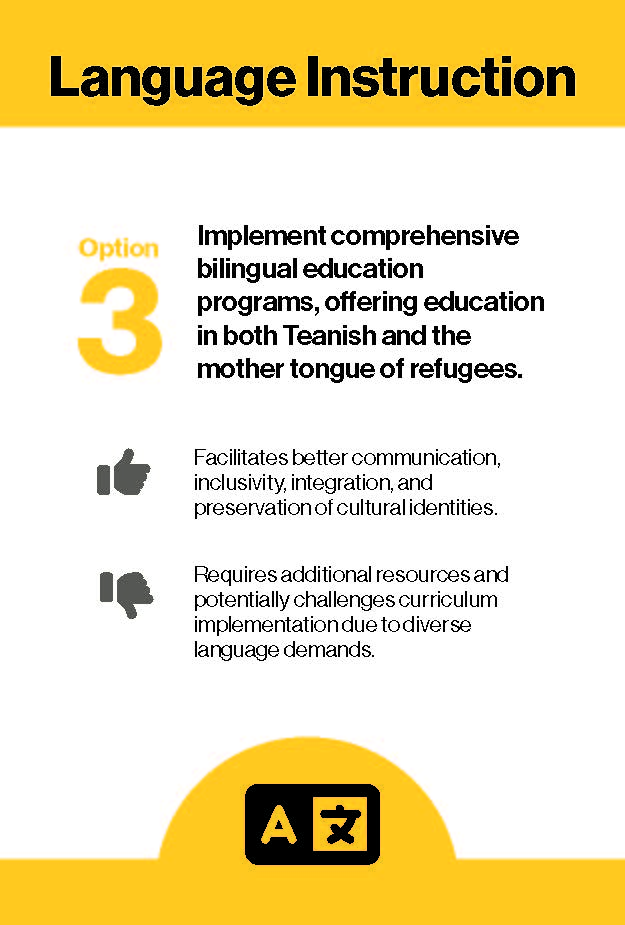 Language Instruction
Option
3
Implement comprehensive
bilingual education
programs, offering education
in both Teanish and the
mother tongue of refugees.
Facilitates better communication,
inclusivity, integration, and
preservation of cultural identities.
Requires additional resources and
potentially challenges curriculum
implementation due to diverse
language demands.
A 文